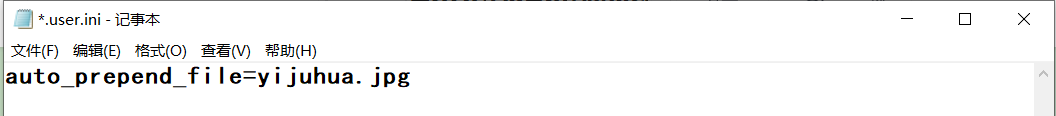 *.user.ini - 记事本
文件(F) 编辑(E) 格式(O) 查看(V) 帮助(H)
auto_prepend_file=yijuhua.jpg